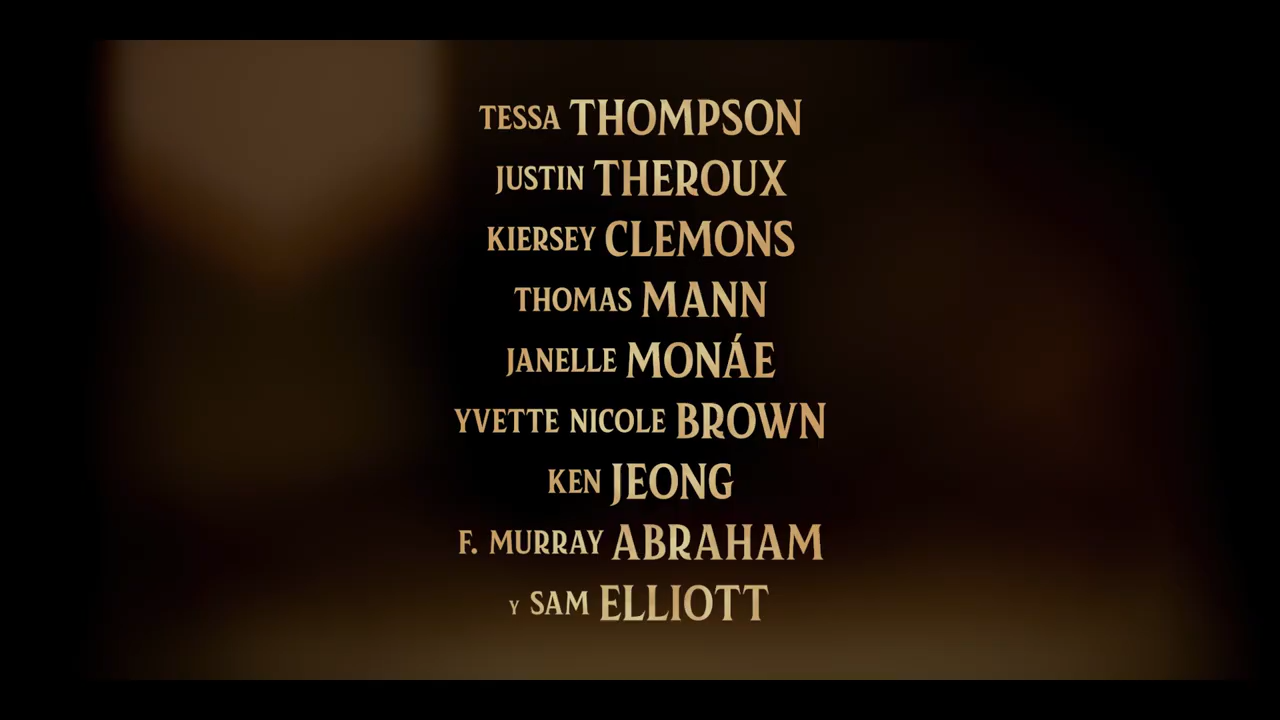 TESSA THOMPSON
JUSTIN THEROUX
KIERSEY CLEMONS
THOMAS MANN
JANELLE MONÁE
YVETTE NICOLE BROWN
KEN JEONG
F. MURRAY ABRAHAM
Y SAM ELLIOTT